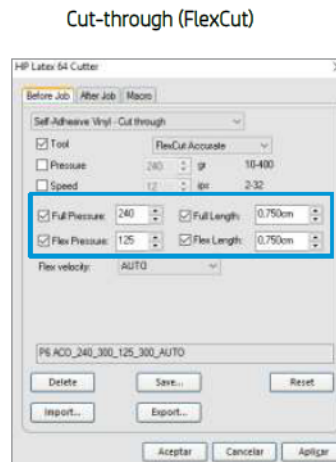 Cut-through (FlexCut)
HP Latex 64 Cutter
Before Job After Job Macro
Self-Adhesive Vinyl - Cut through
Tool FlexCut Accurate
Pressure 240 gr 10-400
Speed 12 ips 2-32
Full Pressure: 240 Full Length: 0,750cm
Flex Pressure: 125 Flex Length: 0,750cm
Flex velocity: AUTO
P6 ACO_240_300_125_300_AUTO
Delete Save... Reset
Import... Export...
Aceptar Cancelar Aplicar